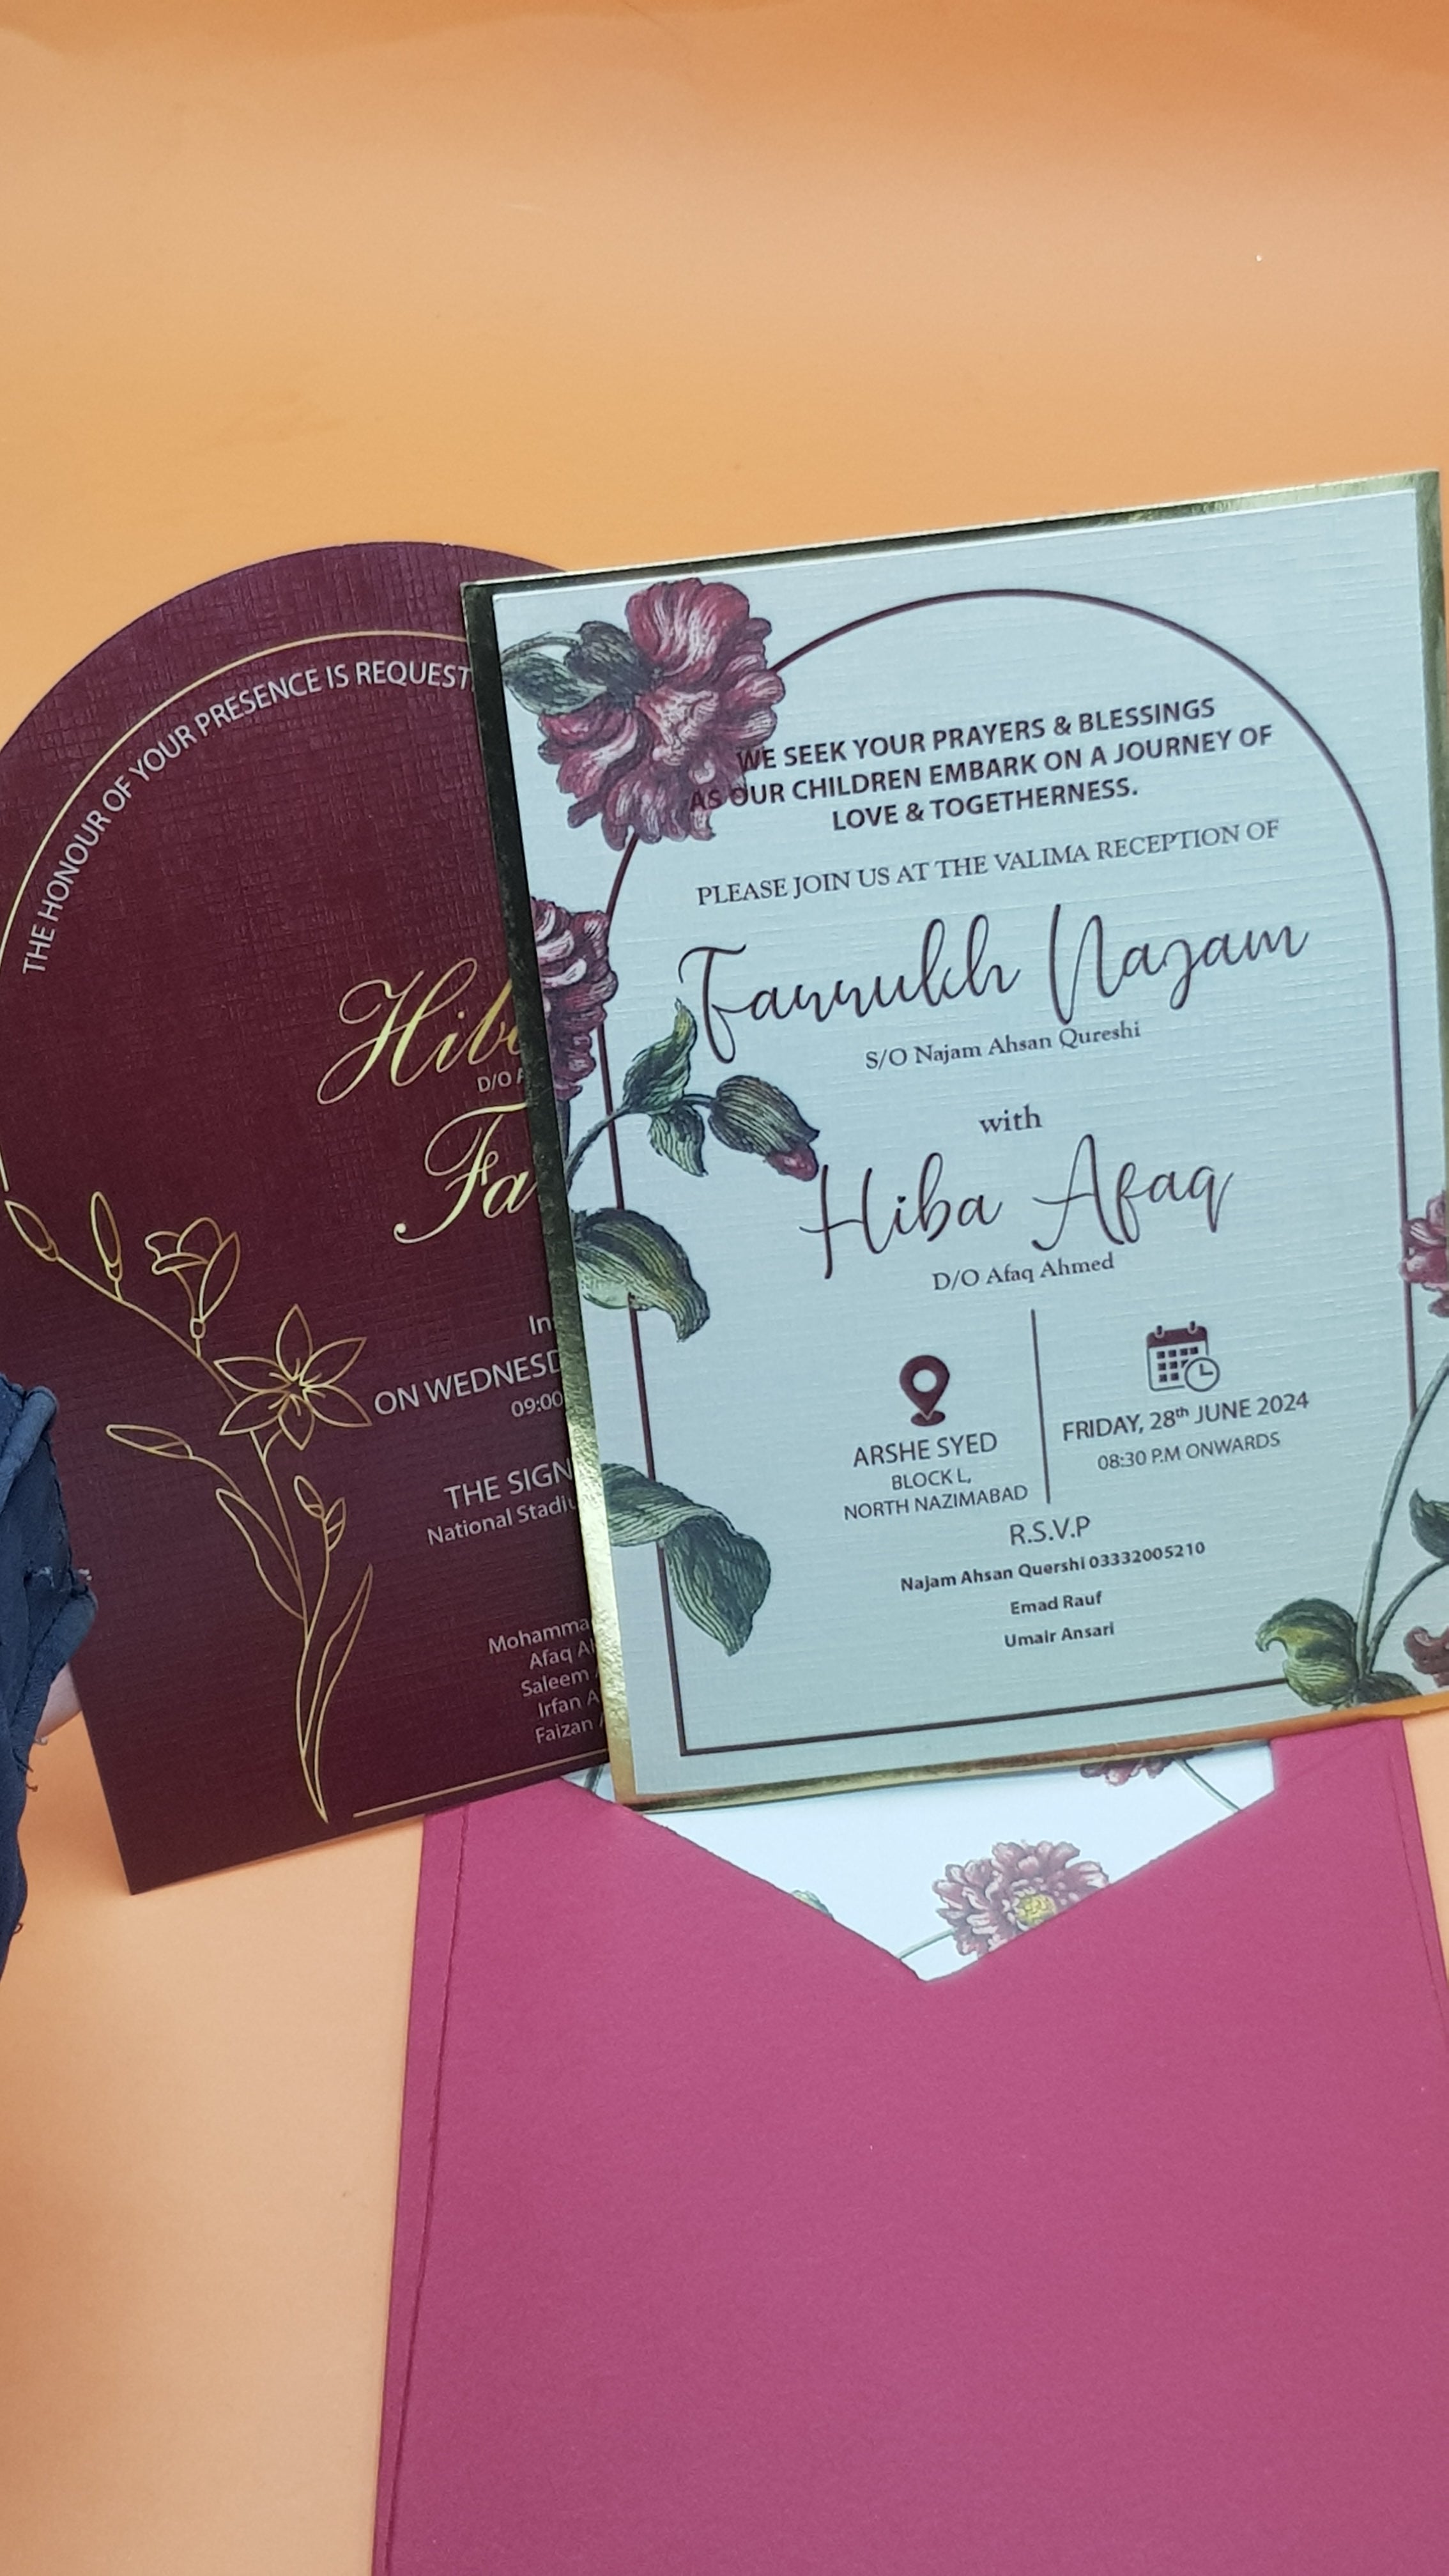 THE HONOUR OF YOUR PRESENCE IS REQUEST
Hiba
D/O A
Fa
In
ON WEDNESD
09:00
THE SIGN
National Stadiu
Mohamma
Afaq A
Saleem
Irfan A
Faizan
WE SEEK YOUR PRAYERS & BLESSINGS
AS OUR CHILDREN EMBARK ON A JOURNEY OF
LOVE & TOGETHERNESS.
PLEASE JOIN US AT THE VALIMA RECEPTION OF
Farrukh Najam
S/O Najam Ahsan Qureshi
with
Hiba Afaq
D/O Afaq Ahmed
ARSHE SYED
BLOCK L,
NORTH NAZIMABAD
FRIDAY, 28th JUNE 2024
08:30 P.M ONWARDS
R.S.V.P
Najam Ahsan Quershi 03332005210
Emad Rauf
Umair Ansari